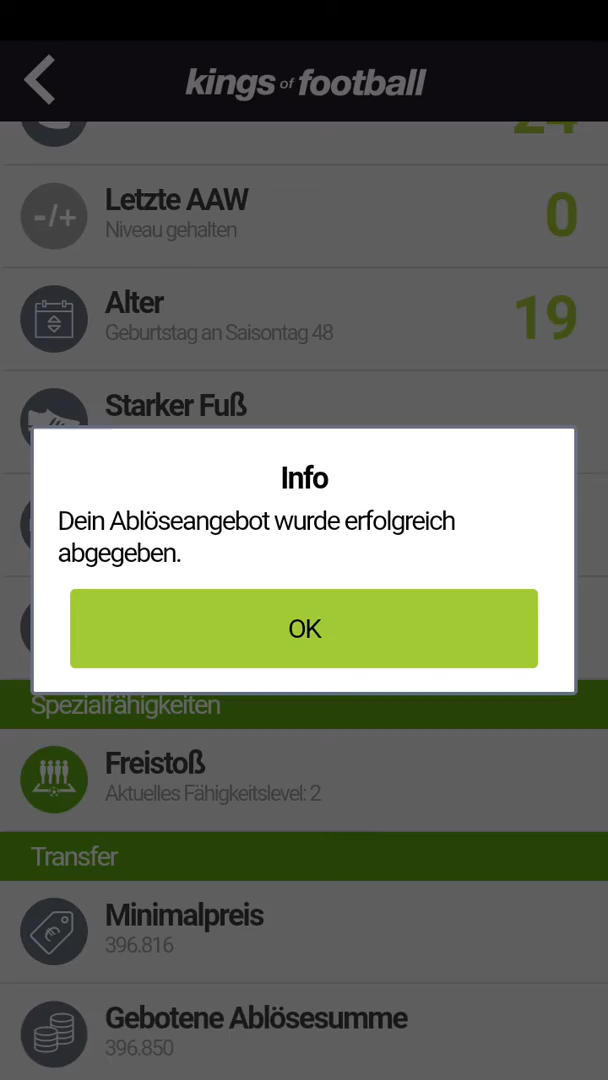 kings of football
24
-/+
Letzte AAW
Niveau gehalten
0
Alter
Geburtstag an Saisontag 48
19
Starker Fuß
Info
Dein Ablöseangebot wurde erfolgreich
abgegeben.
OK
Spezialfähigkeiten
Freistoß
Aktuelles Fähigkeitslevel: 2
Transfer
Minimalpreis
396.816
Gebotene Ablösesumme
396.850